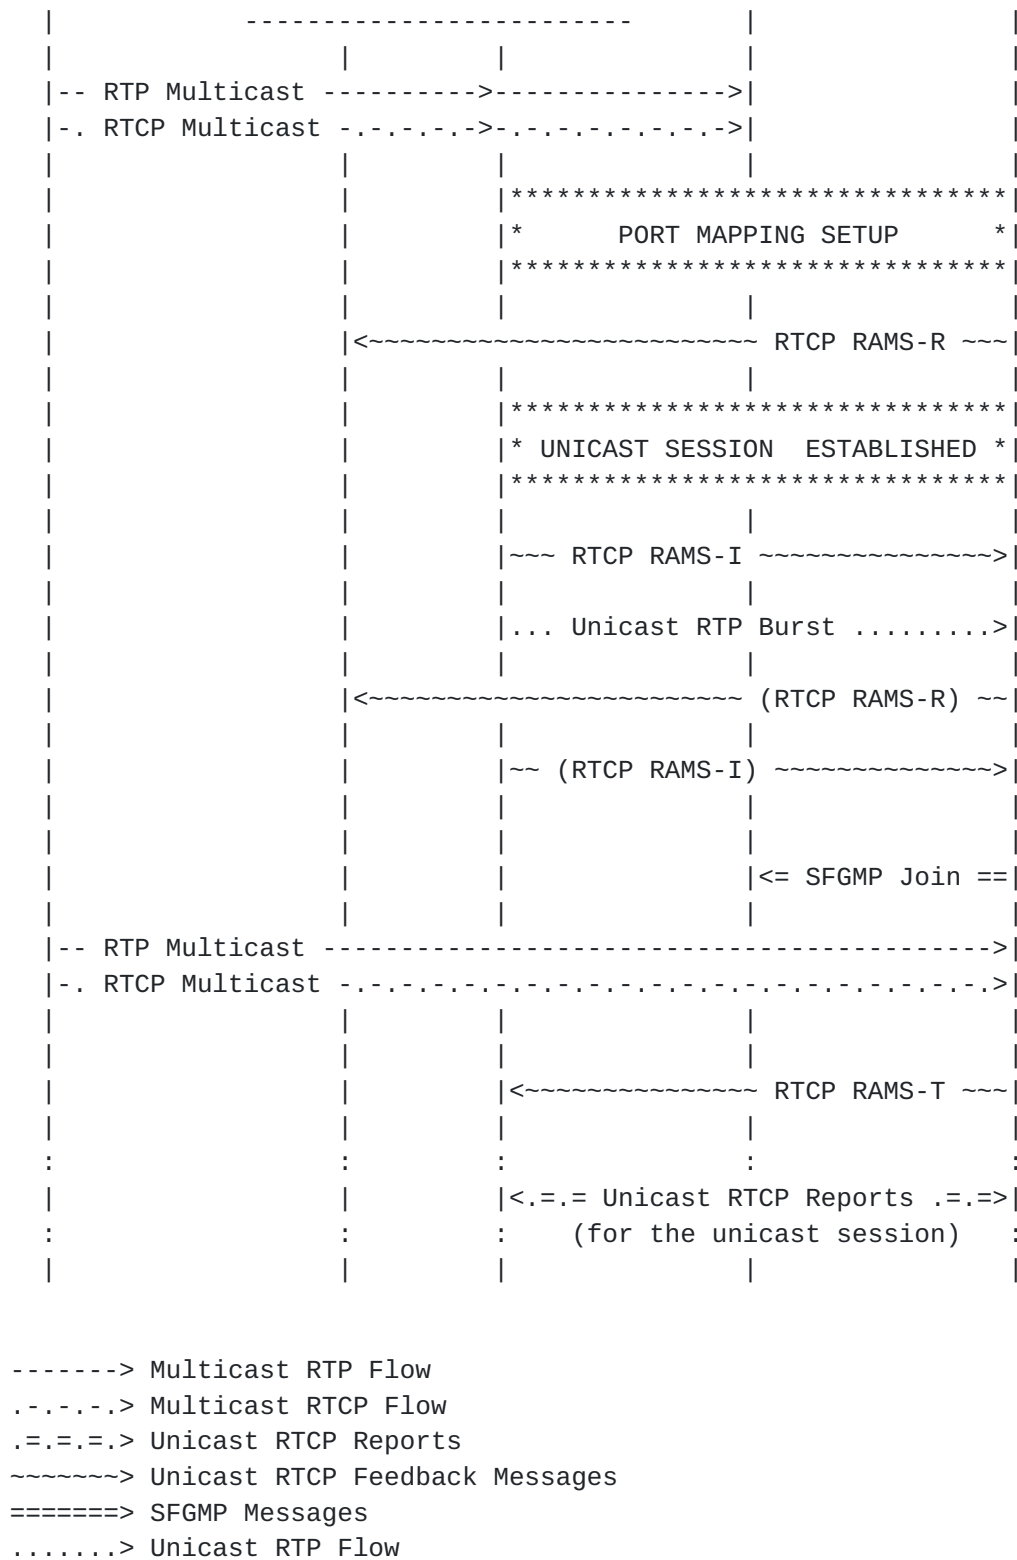 -- RTP Multicast ---------->--------------->
-. RTCP Multicast -.-.-.-.->-.-.-.-.-.-.-.->
*       PORT MAPPING SETUP       *
<~~~~~~~~~~~~~~~~~~~~~~~~~ RTCP RAMS-R ~~~
* UNICAST SESSION  ESTABLISHED *
~~~ RTCP RAMS-I ~~~~~~~~~~~~~~~>
... Unicast RTP Burst .........>
<~~~~~~~~~~~~~~~~~~~~~~~~ (RTCP RAMS-R) ~~
~~ (RTCP RAMS-I) ~~~~~~~~~~~~~~>
<= SFGMP Join ==
-- RTP Multicast ------------------------------------------->
-. RTCP Multicast -.-.-.-.-.-.-.-.-.-.-.-.-.-.-.-.-.-.-.-.-.>
<~~~~~~~~~~~~~~~ RTCP RAMS-T ~~~
<.=.= Unicast RTCP Reports .=.=>
(for the unicast session)
-------> Multicast RTP Flow
.-.-.-.> Multicast RTCP Flow
.=.=.=.> Unicast RTCP Reports
~~~~~~~> Unicast RTCP Feedback Messages
=======> SFGMP Messages
.......> Unicast RTP Flow